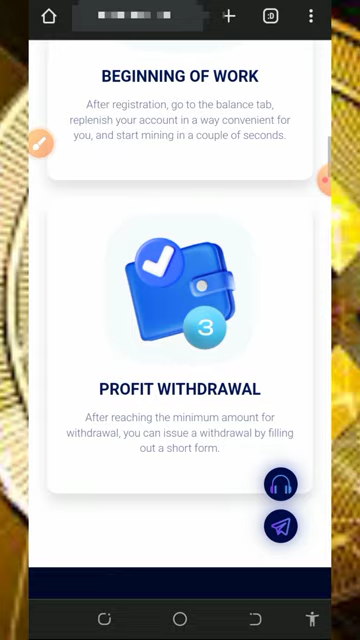 :D
BEGINNING OF WORK
After registration, go to the balance tab,
replenish your account in a way convenient for
you, and start mining in a couple of seconds.
3
PROFIT WITHDRAWAL
After reaching the minimum amount for
withdrawal, you can issue a withdrawal by filling
out a short form.